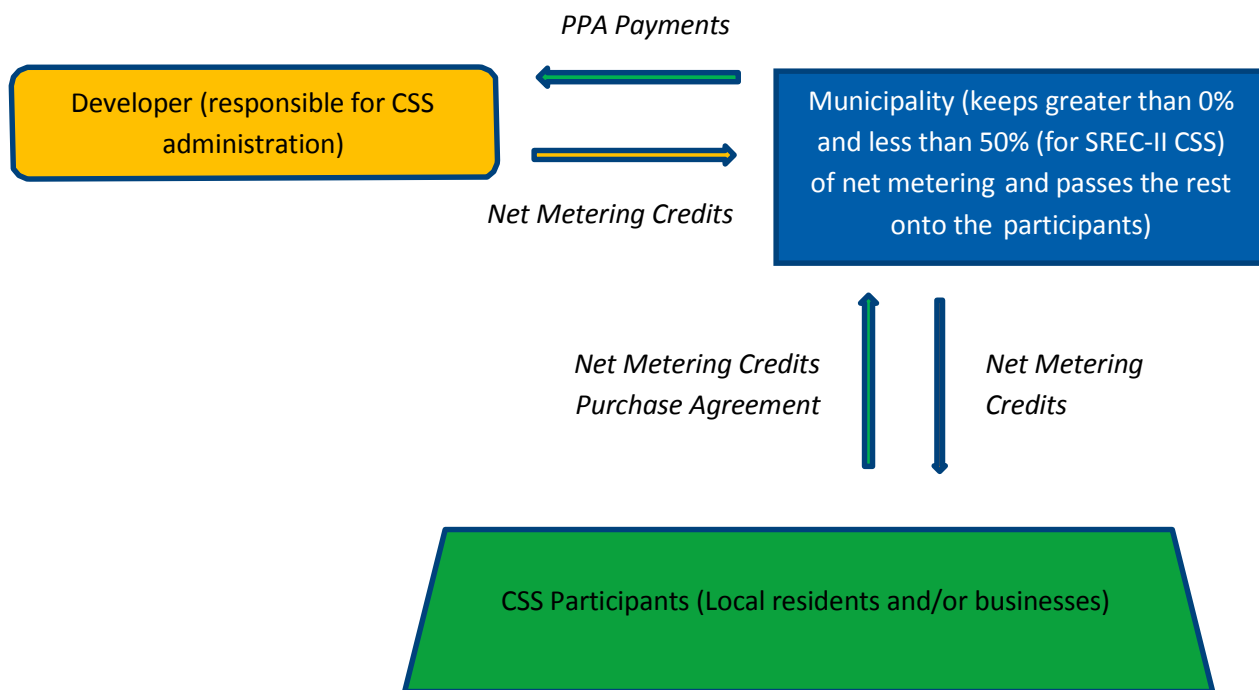 PPA Payments
Developer (responsible for CSS
administration)
Municipality (keeps greater than 0%
and less than 50% (for SREC-II CSS)
of net metering and passes the rest
onto the participants)
Net Metering Credits
Net Metering Credits
Purchase Agreement
Net Metering
Credits
CSS Participants (Local residents and/or businesses)